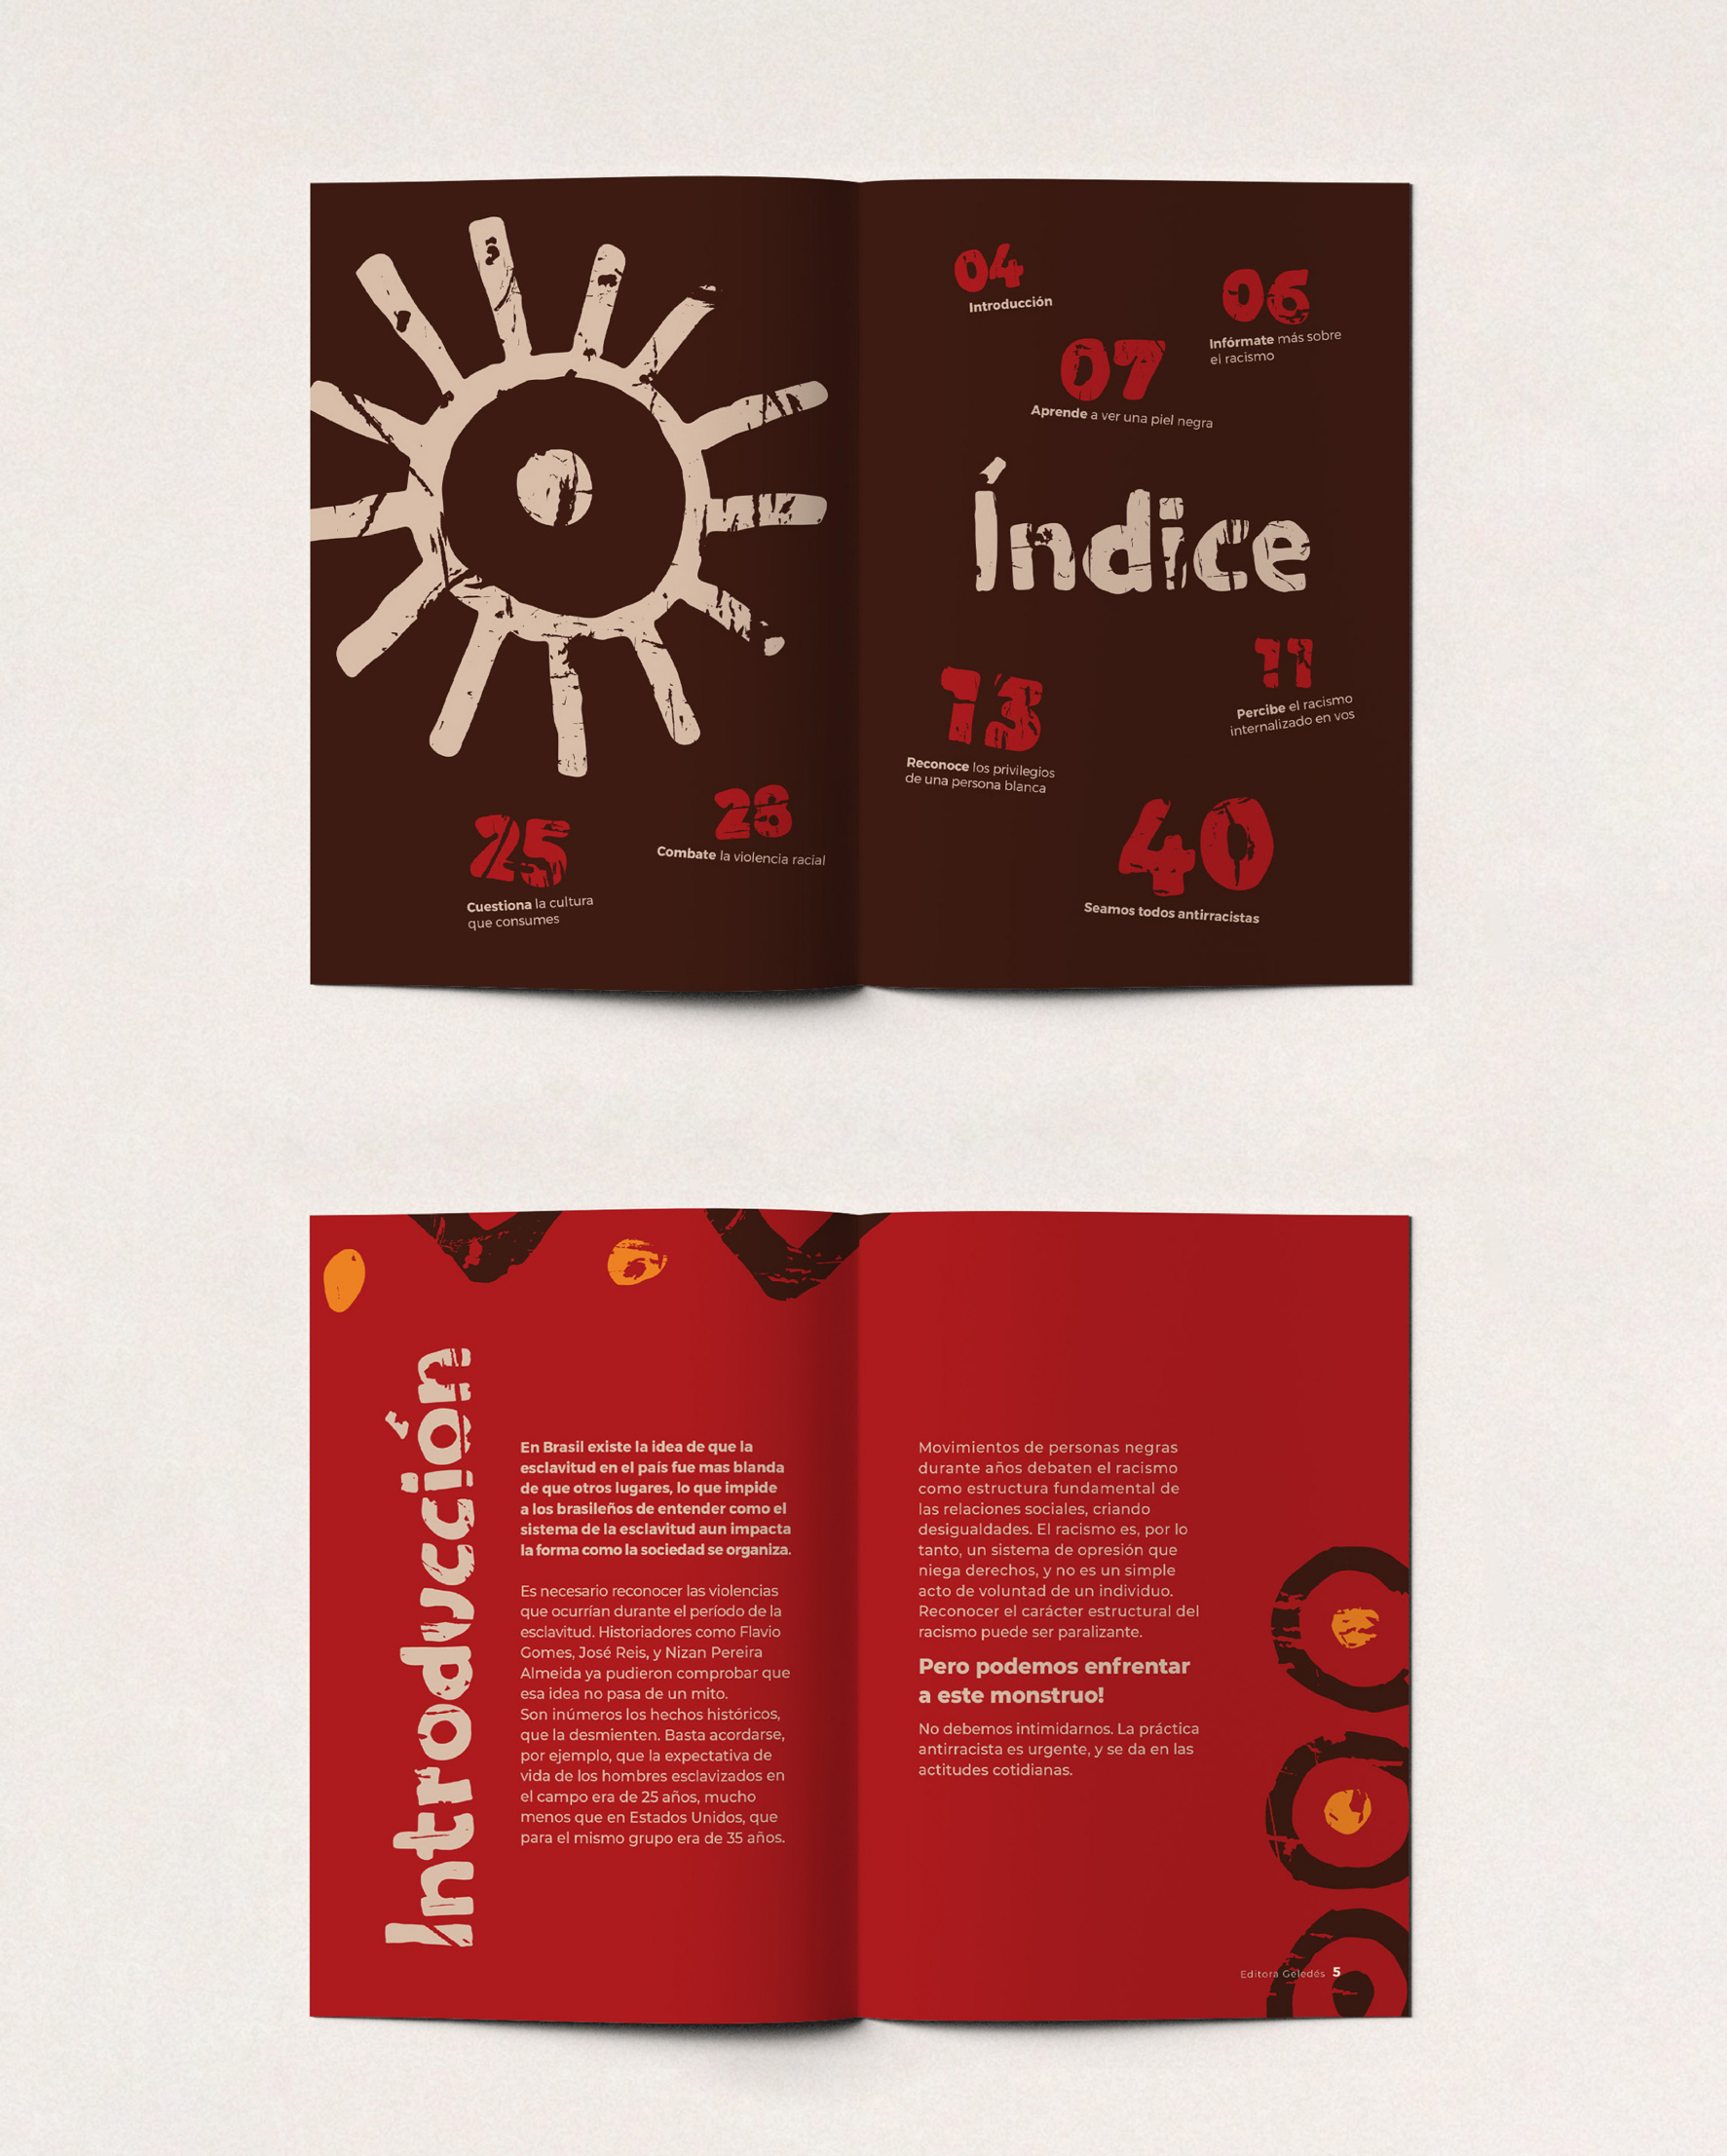 04
Introducción
06
Infórmate más sobre
el racismo
07
Aprende a ver una piel negra
Índice
11
Percibe el racismo
internalizado en vos
13
Reconoce los privilegios
de una persona blanca
25
Cuestiona la cultura
que consumes
28
Combate la violencia racial
40
Seamos todos antirracistas
Introducción
En Brasil existe la idea de que la
esclavitud en el país fue mas blanda
de que otros lugares, lo que impide
a los brasileños de entender como el
sistema de la esclavitud aun impacta
la forma como la sociedad se organiza.
Es necesario reconocer las violencias
que ocurrían durante el período de la
esclavitud. Historiadores como Flavio
Gomes, José Reis, y Nizan Pereira
Almeida ya pudieron comprobar que
esa idea no pasa de un mito.
Son inúmeros los hechos históricos,
que la desmienten. Basta acordarse,
por ejemplo, que la expectativa de
vida de los hombres esclavizados en
el campo era de 25 años, mucho
menos que en Estados Unidos, que
para el mismo grupo era de 35 años.
Movimientos de personas negras
durante años debaten el racismo
como estructura fundamental de
las relaciones sociales, criando
desigualdades. El racismo es, por lo
tanto, un sistema de opresión que
niega derechos, y no es un simple
acto de voluntad de un individuo.
Reconocer el carácter estructural del
racismo puede ser paralizante.
Pero podemos enfrentar
a este monstruo!
No debemos intimidarnos. La práctica
antirracista es urgente, y se da en las
actitudes cotidianas.
Editora Geledés 5